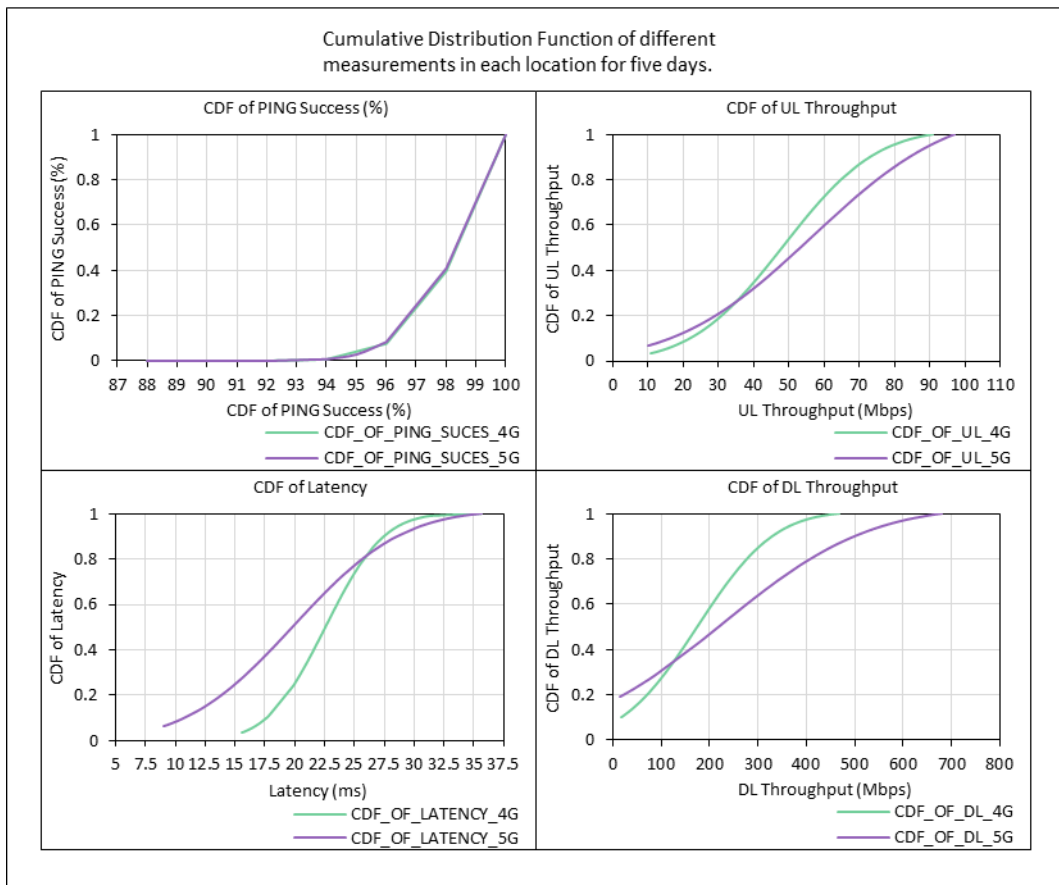 Cumulative Distribution Function of different
measurements in each location for five days.
CDF of PING Success (%)
CDF of PING Success (%)
1
0.8
0.6
0.4
0.2
0
87 88 89 90 91 92 93 94 95 96 97 98 99 100
CDF of PING Success (%)
CDF_OF_PING_SUCES_4G
CDF_OF_PING_SUCES_5G
CDF of UL Throughput
CDF of UL Throughput
1
0.8
0.6
0.4
0.2
0
0 10 20 30 40 50 60 70 80 90 100 110
UL Throughput (Mbps)
CDF_OF_UL_4G
CDF_OF_UL_5G
CDF of Latency
CDF of Latency
1
0.8
0.6
0.4
0.2
0
5 7.5 10 12.5 15 17.5 20 22.5 25 27.5 30 32.5 35 37.5
Latency (ms)
CDF_OF_LATENCY_4G
CDF_OF_LATENCY_5G
CDF of DL Throughput
CDF of DL Throughput
1
0.8
0.6
0.4
0.2
0
0 100 200 300 400 500 600 700 800
DL Throughput (Mbps)
CDF_OF_DL_4G
CDF_OF_DL_5G